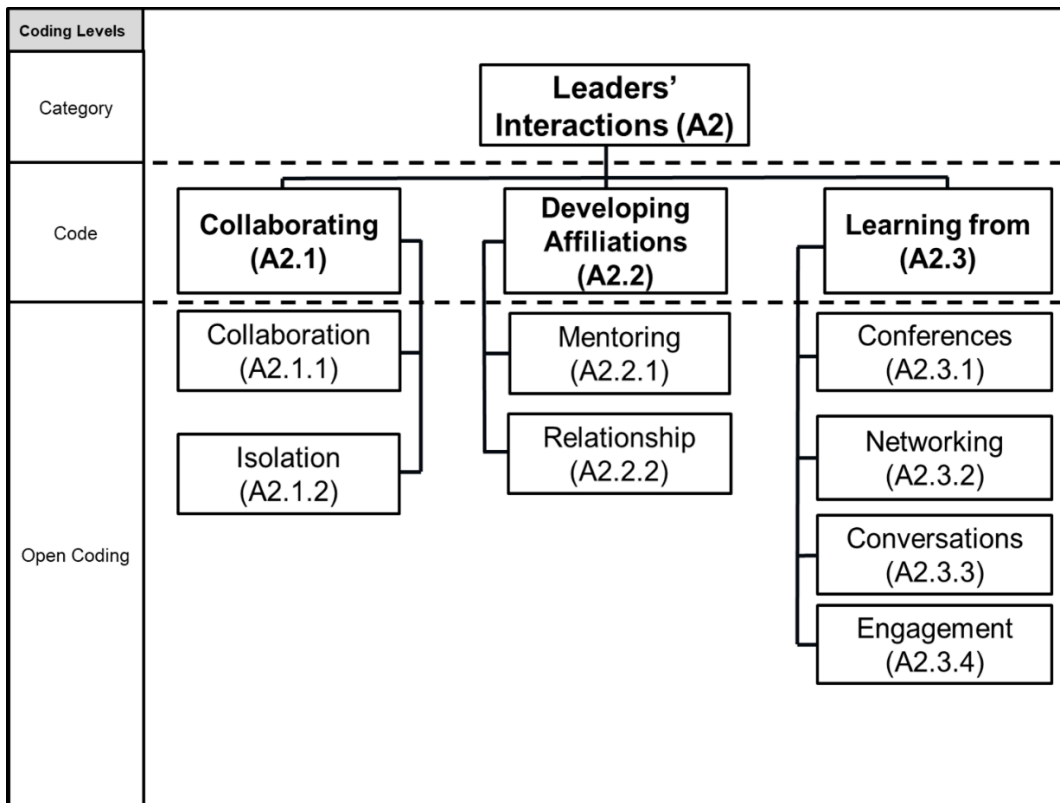 Coding Levels
Category
Leaders’
Interactions (A2)
Code
Collaborating
(A2.1)
Developing
Affiliations
(A2.2)
Learning from
(A2.3)
Open Coding
Collaboration
(A2.1.1)
Isolation
(A2.1.2)
Mentoring
(A2.2.1)
Relationship
(A2.2.2)
Conferences
(A2.3.1)
Networking
(A2.3.2)
Conversations
(A2.3.3)
Engagement
(A2.3.4)